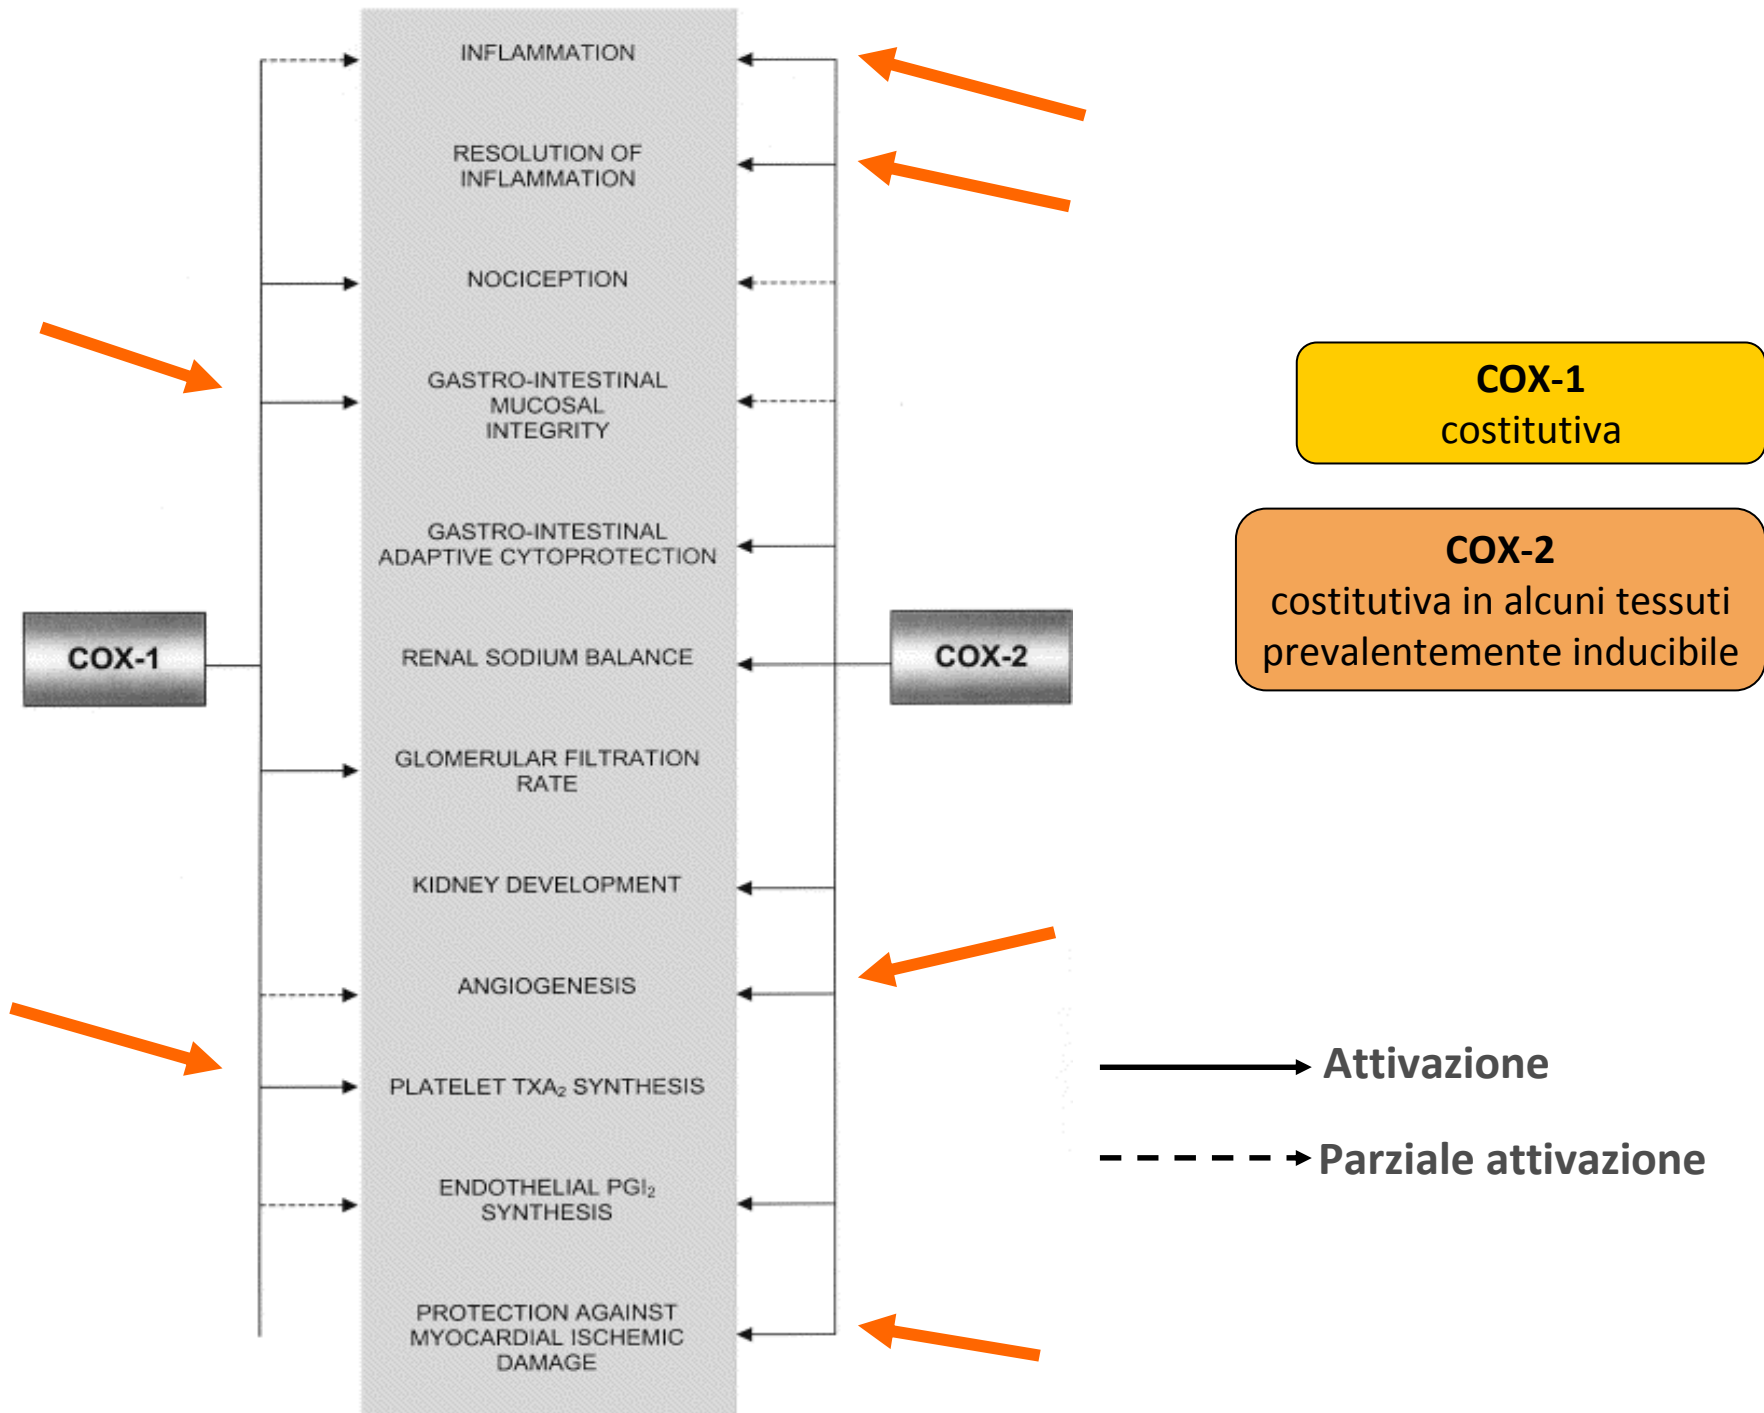 INFLAMMATION
RESOLUTION OF
INFLAMMATION
NOCICEPTION
GASTRO-INTESTINAL
MUCOSAL
INTEGRITY
GASTRO-INTESTINAL
ADAPTIVE CYTOPROTECTION
COX-1
RENAL SODIUM BALANCE
COX-2
GLOMERULAR FILTRATION
RATE
KIDNEY DEVELOPMENT
ANGIOGENESIS
PLATELET TXA₂ SYNTHESIS
ENDOTHELIAL PGI₂
SYNTHESIS
PROTECTION AGAINST
MYOCARDIAL ISCHEMIC
DAMAGE
COX-1
costitutiva
COX-2
costitutiva in alcuni tessuti
prevalentemente inducibile
Attivazione
Parziale attivazione